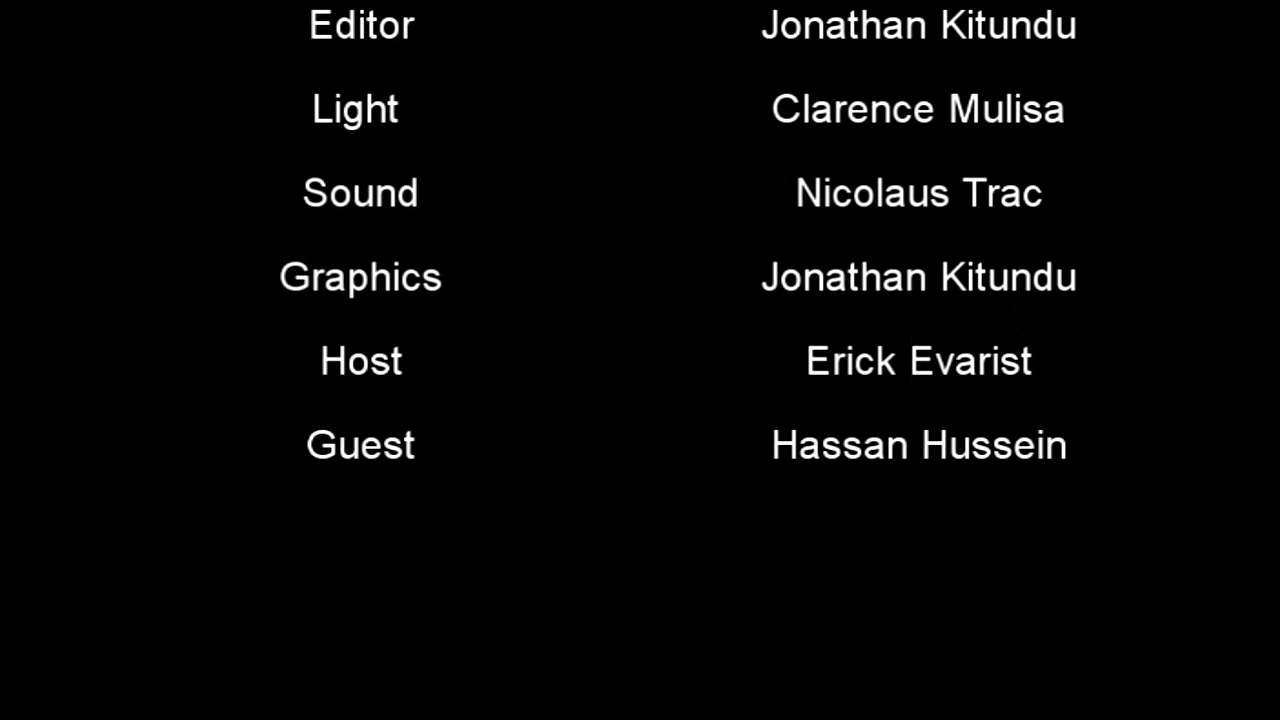 Editor Jonathan Kitundu
Light Clarence Mulisa
Sound Nicolaus Trac
Graphics Jonathan Kitundu
Host Erick Evarist
Guest Hassan Hussein